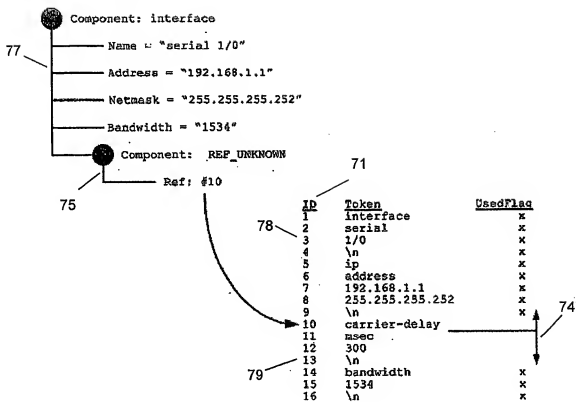 Component: interface
Name = "serial 1/0"
77
Address = "192.168.1.1"
Netmask = "255.255.255.252"
Bandwidth = "1534"
Component: REF_UNKNOWN
75
Ref: #10
71
ID Token UsedFlag
1 interface x
78
2 serial x
3 1/0 x
4 \n x
5 ip x
6 address x
7 192.168.1.1 x
8 255.255.255.252 x
9 \n x
74
10 carrier-delay
11 msec
12 300
79
13 \n
14 bandwidth x
15 1534 x
16 \n x